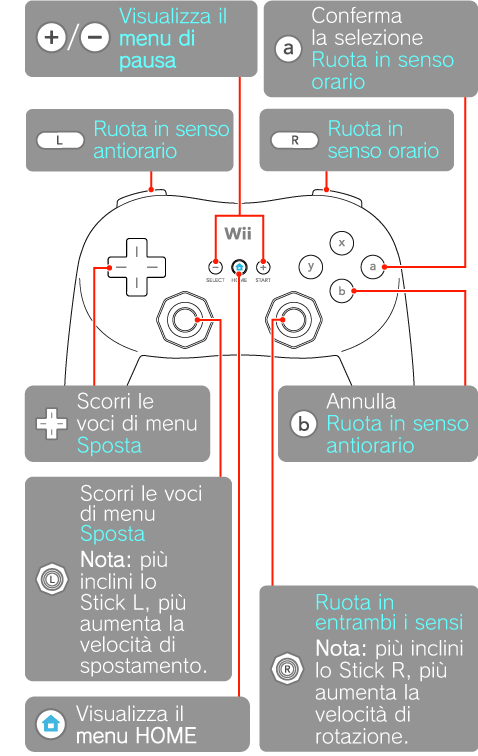 +/−
Visualizza il
menu di
pausa
a
Conferma
la selezione
Ruota in senso
orario
L
Ruota in senso
antiorario
R
Ruota in
senso orario
Wii
x
−
+
y
a
SELECT
HOME
START
b
Scorri le
voci di menu
Sposta
b
Annulla
Ruota in senso
antiorario
L
Scorri le voci
di menu
Sposta
Nota: più
inclini lo
Stick L, più
aumenta la
velocità di
spostamento.
R
Ruota in
entrambi i sensi
Nota: più inclini
lo Stick R, più
aumenta la
velocità di
rotazione.
Visualizza il
menu HOME